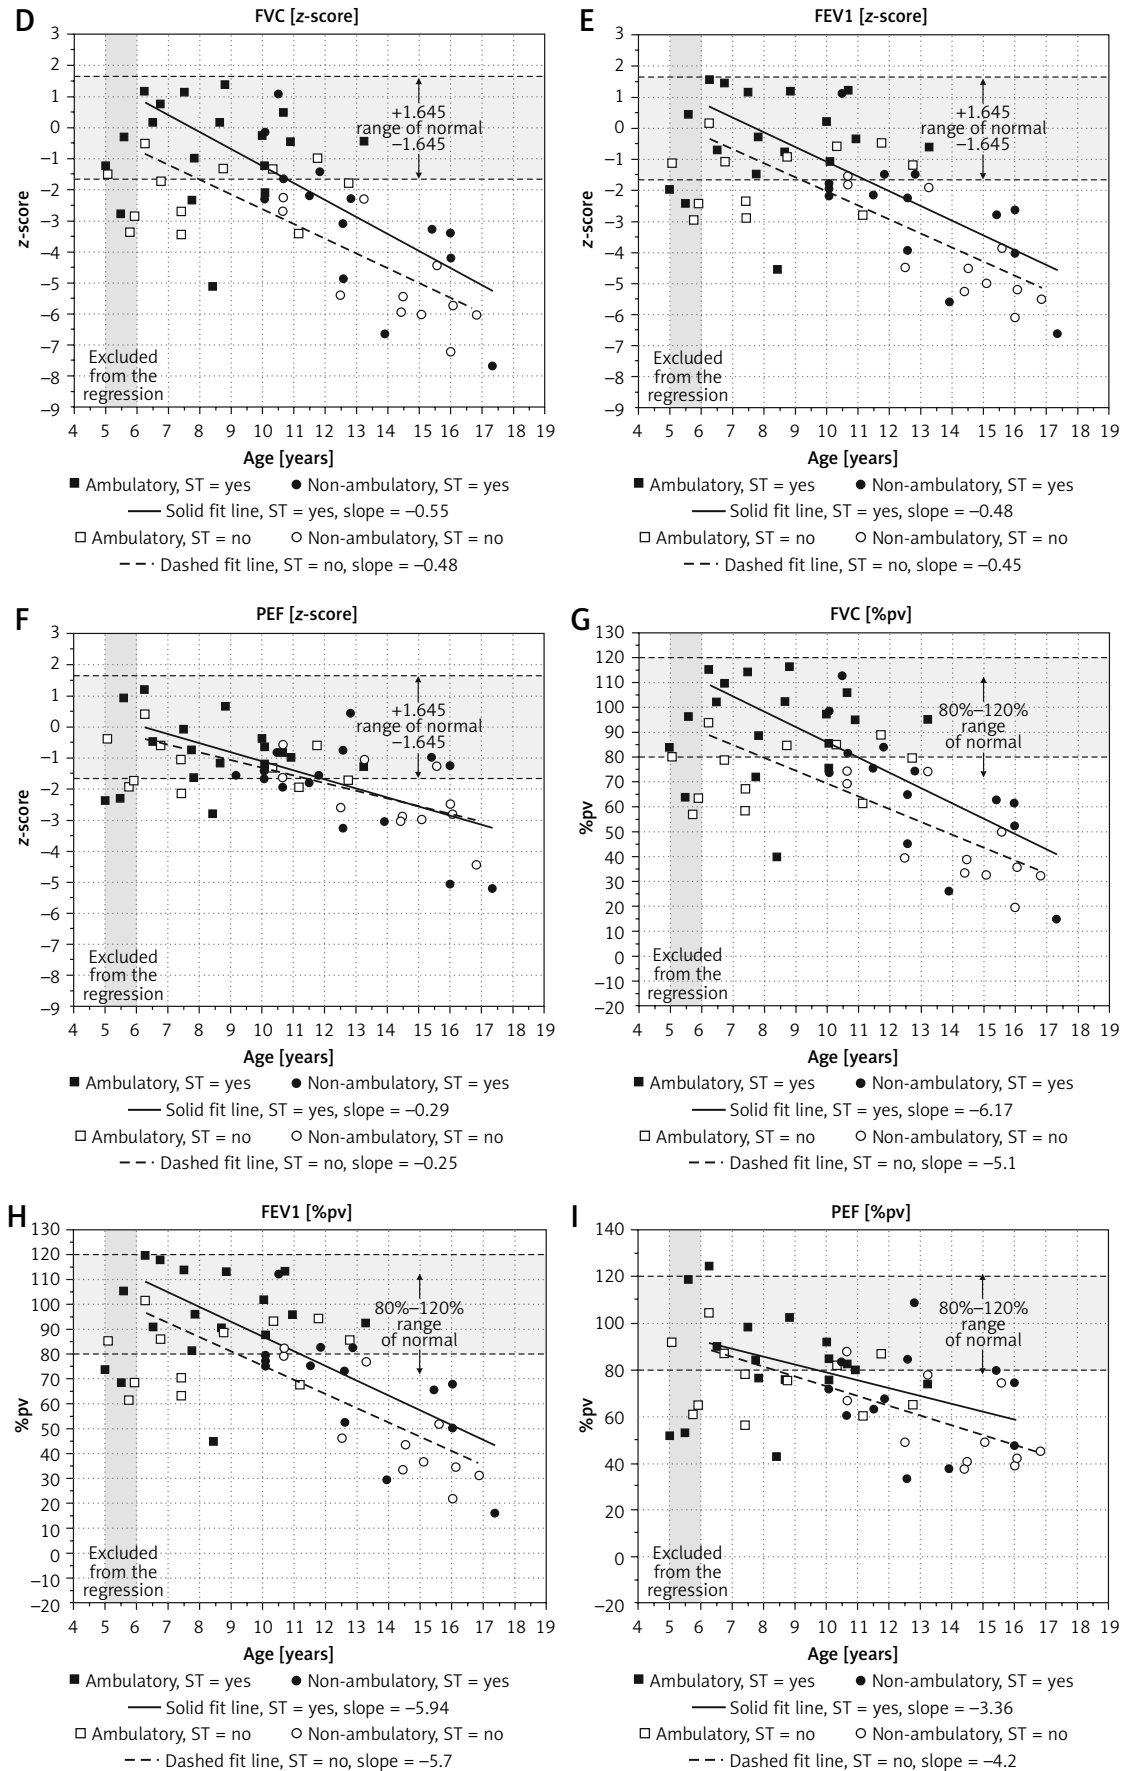 D
FVC [z-score]
3
2
1
0
–1
–2
–3
–4
–5
–6
–7
–8
–9
z-score
+1.645
range of normal
–1.645
Excluded
from the
regression
4 5 6 7 8 9 10 11 12 13 14 15 16 17 19
Age [years]
Ambulatory, ST = yes Non-ambulatory, ST = yes
Solid fit line, ST = yes, slope = –0.55
Ambulatory, ST = no Non-ambulatory, ST = no
Dashed fit line, ST = no, slope = –0.48
E
FEV1 [z-score]
3
2
1
0
–1
–2
–3
–4
–5
–6
–7
–8
–9
z-score
+1.645
range of normal
–1.645
Excluded
from the
regression
4 5 6 7 8 9 10 11 12 13 14 15 16 17 18 19
Age [years]
Ambulatory, ST = yes Non-ambulatory, ST = yes
Solid fit line, ST = yes, slope = –0.48
Ambulatory, ST = no Non-ambulatory, ST = no
Dashed fit line, ST = no, slope = –0.45
F
PEF [z-score]
3
2
1
0
–1
–2
–3
–4
–5
–6
–7
–8
–9
z-score
+1.645
range of normal
–1.645
Excluded
from the
regression
4 5 6 7 8 9 10 11 12 13 14 15 16 17 19
Age [years]
Ambulatory, ST = yes Non-ambulatory, ST = yes
Solid fit line, ST = yes, slope = –0.29
Ambulatory, ST = no Non-ambulatory, ST = no
Dashed fit line, ST = no, slope = –0.25
G
FVC [%pv]
130
120
110
100
90
80
70
60
50
40
30
20
10
0
–10
–20
%pv
80%–120%
range
of normal
Excluded
from the
regression
4 5 6 7 8 9 10 11 12 13 14 15 16 17 18 19
Age [years]
Ambulatory, ST = yes Non-ambulatory, ST = yes
Solid fit line, ST = yes, slope = –6.17
Ambulatory, ST = no Non-ambulatory, ST = no
Dashed fit line, ST = no, slope = –5.1
H
FEV1 [%pv]
130
120
110
100
90
80
70
60
50
40
30
20
10
0
–10
–20
%pv
80%–120%
range
of normal
Excluded
from the
regression
4 5 6 7 8 9 10 11 12 13 14 15 16 17 19
Age [years]
Ambulatory, ST = yes Non-ambulatory, ST = yes
Solid fit line, ST = yes, slope = –5.94
Ambulatory, ST = no Non-ambulatory, ST = no
Dashed fit line, ST = no, slope = –5.7
I
PEF [%pv]
140
120
100
80
60
40
20
0
–20
%pv
80%–120%
range
of normal
Excluded
from the
regression
4 5 6 7 8 9 10 11 12 13 14 15 16 17 18 19
Age [years]
Ambulatory, ST = yes Non-ambulatory, ST = yes
Solid fit line, ST = yes, slope = –3.36
Ambulatory, ST = no Non-ambulatory, ST = no
Dashed fit line, ST = no, slope = –4.2